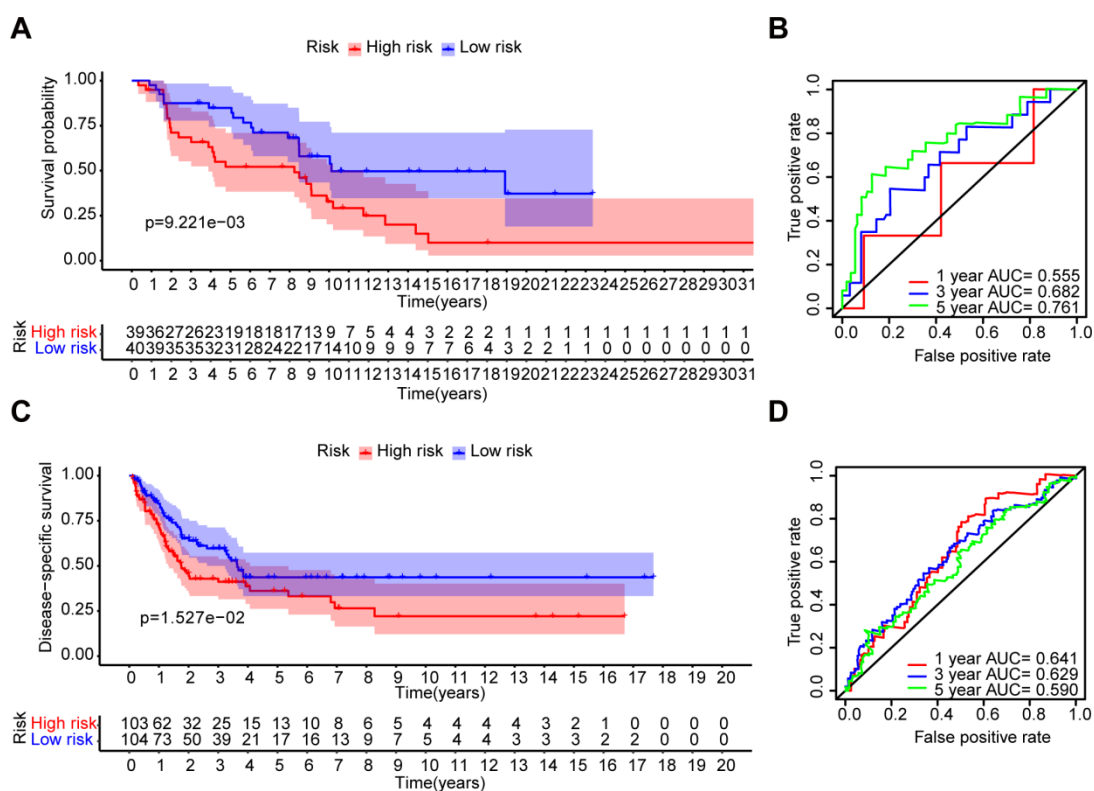 A
Risk High risk Low risk
Survival probability
1.00
0.75
0.50
0.25
0.00
p=9.221e−03
0 1 2 3 4 5 6 7 8 9 10 11 12 13 14 15 16 17 18 19 20 21 22 23 24 25 26 27 28 29 30 31
Time(years)
Risk
High risk 39 36 27 26 23 19 18 18 17 13 9 7 5 4 4 3 2 2 2 1 1 1 1 1 1 1 1 1 1 1 1 1
Low risk 40 39 35 35 32 31 28 24 22 17 14 10 9 9 9 7 7 6 4 3 2 2 1 1 0 0 0 0 0 0 0 0
0 1 2 3 4 5 6 7 8 9 10 11 12 13 14 15 16 17 18 19 20 21 22 23 24 25 26 27 28 29 30 31
Time(years)
B
True positive rate
0.0 0.2 0.4 0.6 0.8 1.0
1 year AUC= 0.555
3 year AUC= 0.682
5 year AUC= 0.761
0.0 0.2 0.4 0.6 0.8 1.0
False positive rate
C
Risk High risk Low risk
Disease−specific survival
1.00
0.75
0.50
0.25
0.00
p=1.527e−02
0 1 2 3 4 5 6 7 8 9 10 11 12 13 14 15 16 17 18 19 20
Time(years)
Risk
High risk 103 62 32 25 15 13 10 8 6 5 4 4 4 4 3 2 1 0 0 0 0
Low risk 104 73 50 39 21 17 16 13 9 7 5 4 4 3 3 3 2 2 0 0 0
0 1 2 3 4 5 6 7 8 9 10 11 12 13 14 15 16 17 18 19 20
Time(years)
D
True positive rate
0.0 0.2 0.4 0.6 0.8 1.0
1 year AUC= 0.641
3 year AUC= 0.629
5 year AUC= 0.590
0.0 0.2 0.4 0.6 0.8 1.0
False positive rate